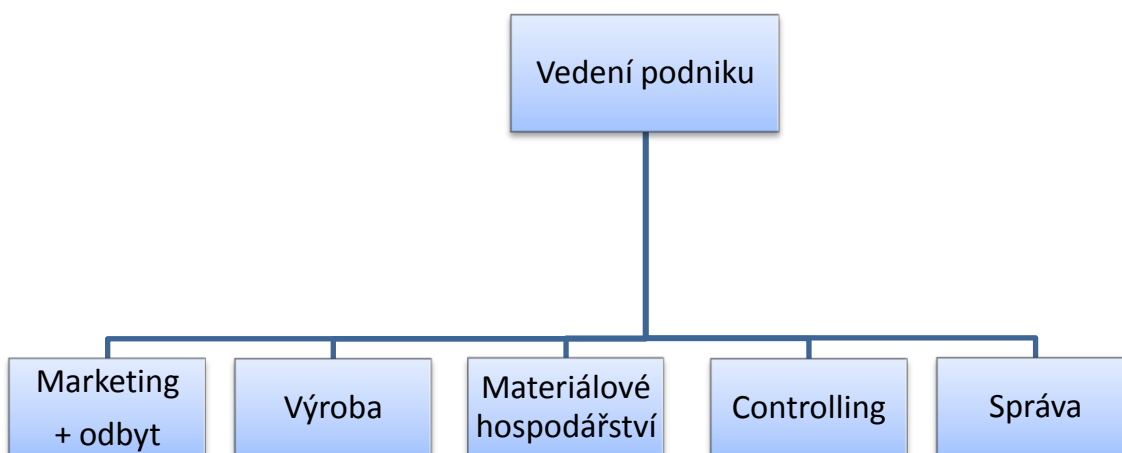 Vedení podniku
Marketing
+ odbyt
Výroba
Materiálové
hospodářství
Controlling
Správa